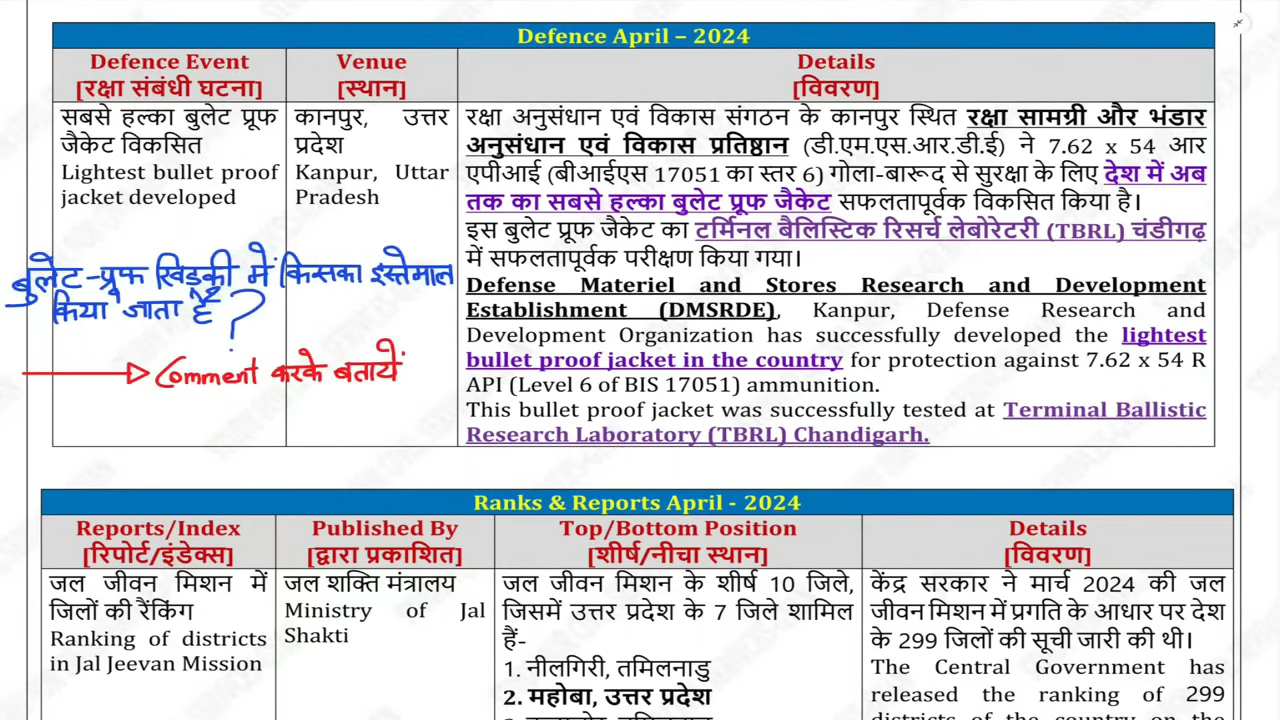 Defence April – 2024
Defence Event
[रक्षा संबंधी घटना]
Venue
[स्थान]
Details
[विवरण]
सबसे हल्का बुलेट प्रूफ
जैकेट विकसित
Lightest bullet proof
jacket developed
कानपुर, उत्तर
प्रदेश
Kanpur, Uttar
Pradesh
रक्षा अनुसंधान एवं विकास संगठन के कानपुर स्थित रक्षा सामग्री और भंडार
अनुसंधान एवं विकास प्रतिष्ठान (डी.एम.एस.आर.डी.ई) ने 7.62 x 54 आर
एपीआई (बीआईएस 17051 का स्तर 6) गोला-बारूद से सुरक्षा के लिए देश में अब
तक का सबसे हल्का बुलेट प्रूफ जैकेट सफलतापूर्वक विकसित किया है।
इस बुलेट प्रूफ जैकेट का टर्मिनल बैलिस्टिक रिसर्च लेबोरेटरी (TBRL) चंडीगढ़
में सफलतापूर्वक परीक्षण किया गया।
Defense Materiel and Stores Research and Development
Establishment (DMSRDE), Kanpur, Defense Research and
Development Organization has successfully developed the lightest
bullet proof jacket in the country for protection against 7.62 x 54 R
API (Level 6 of BIS 17051) ammunition.
This bullet proof jacket was successfully tested at Terminal Ballistic
Research Laboratory (TBRL) Chandigarh.
बुलेट-प्रूफ खिड़की में किसका इस्तेमाल
किया जाता है ?
Comment करके बतायें
Ranks & Reports April - 2024
Reports/Index
[रिपोर्ट/इंडेक्स]
Published By
[द्वारा प्रकाशित]
Top/Bottom Position
[शीर्ष/नीचा स्थान]
Details
[विवरण]
जल जीवन मिशन में
जिलों की रैंकिंग
Ranking of districts
in Jal Jeevan Mission
जल शक्ति मंत्रालय
Ministry of Jal
Shakti
जल जीवन मिशन के शीर्ष 10 जिले,
जिसमें उत्तर प्रदेश के 7 जिले शामिल
हैं-
1. नीलगिरी, तमिलनाडु
2. महोबा, उत्तर प्रदेश
केंद्र सरकार ने मार्च 2024 की जल
जीवन मिशन में प्रगति के आधार पर देश
के 299 जिलों की सूची जारी की थी।
The Central Government has
released the ranking of 299